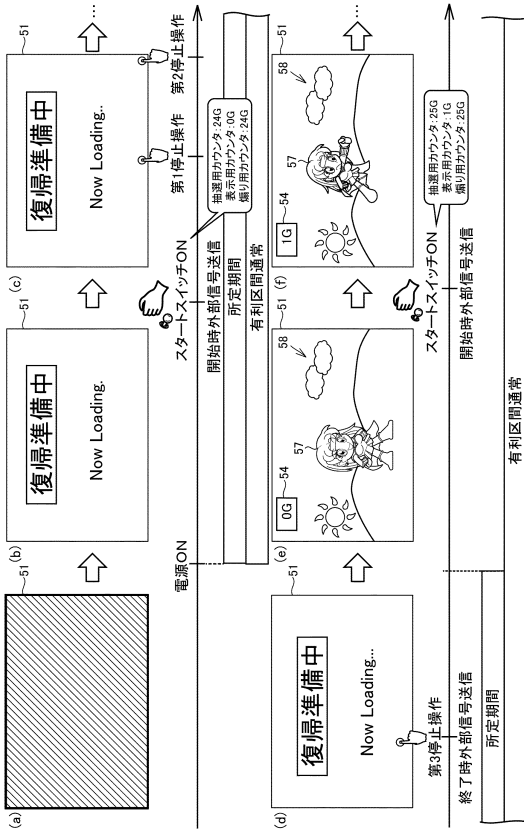 (a)
51
(b)
51
復帰準備中
Now Loading.
(c)
51
復帰準備中
Now Loading..
電源ON
スタートスイッチON
第1停止操作
第2停止操作
開始時外部信号送信
抽選用カウンタ:24G
表示用カウンタ:0G
煽り用カウンタ:24G
所定期間
有利区間通常
(d)
51
復帰準備中
Now Loading...
(e)
51
54
0G
57
58
(f)
51
54
1G
57
58
第3停止操作
スタートスイッチON
終了時外部信号送信
開始時外部信号送信
抽選用カウンタ:25G
表示用カウンタ:1G
煽り用カウンタ:25G
所定期間
有利区間通常